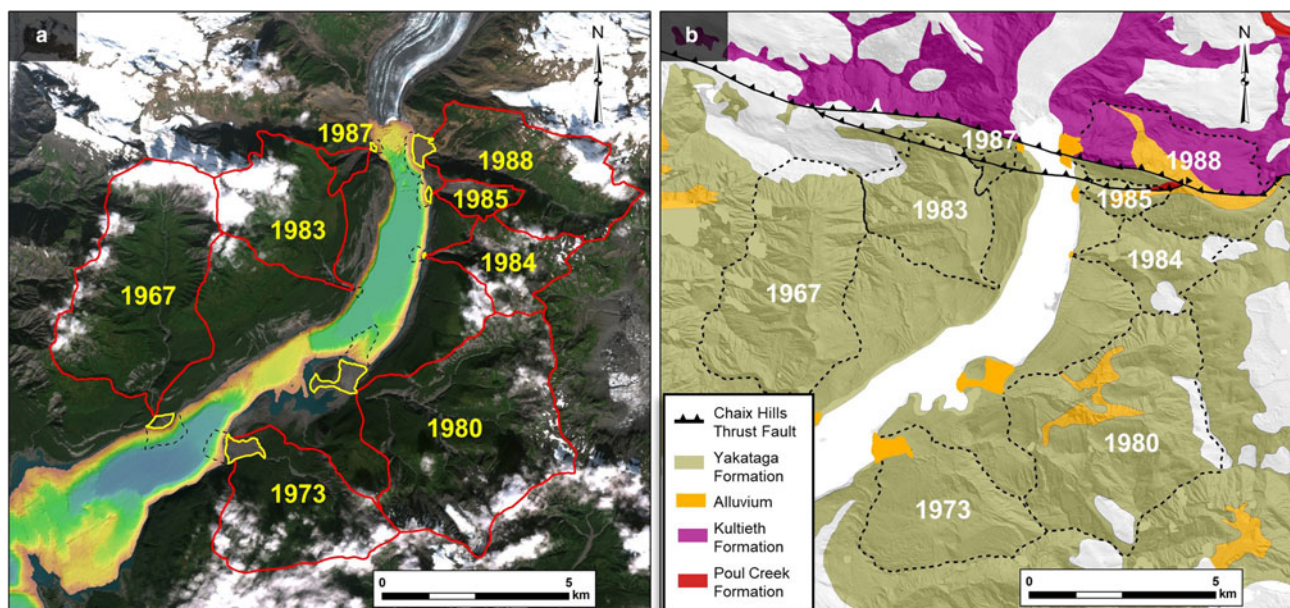 a
N
1987
1988
1985
1983
1984
1967
1980
1973
0 5
km
b
N
1987
1988
1985
1983
1984
1967
1980
1973
Chaix Hills
Thrust Fault
Yakataga
Formation
Alluvium
Kultieth
Formation
Poul Creek
Formation
0 5
km